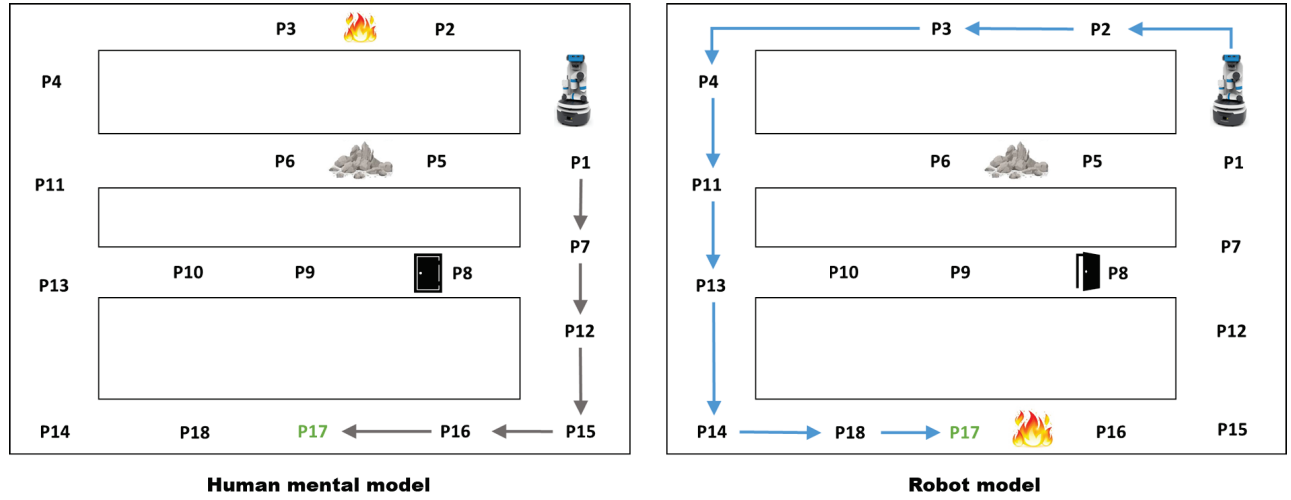 P3 P2
P4
P6 P5 P1
P11
P7
P10 P9 P8
P13
P12
P14 P18 P17 P16 P15
Human mental model
P3 P2
P4
P6 P5 P1
P11
P7
P10 P9 P8
P13
P12
P14 P18 P17 P16 P15
Robot model